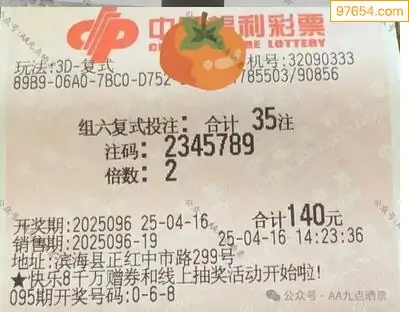 97654.com
中国福利彩票
LOTTERY
玩法:3D-复式
机号:32090333
89B9-06A0-7BC0-D752
785503/90856
组六复式投注: 合计 35注
注码: 2345789
倍数: 2
开奖期:2025096 25-04-16 合计140元
销售期:2025096-19 25-04-16 14:23:36
地址:滨海县正红中市路299号
★快乐8千万赠券和线上抽奖活动开始啦!
095期开奖号码:0-6-8
公众号·AA九点晒票